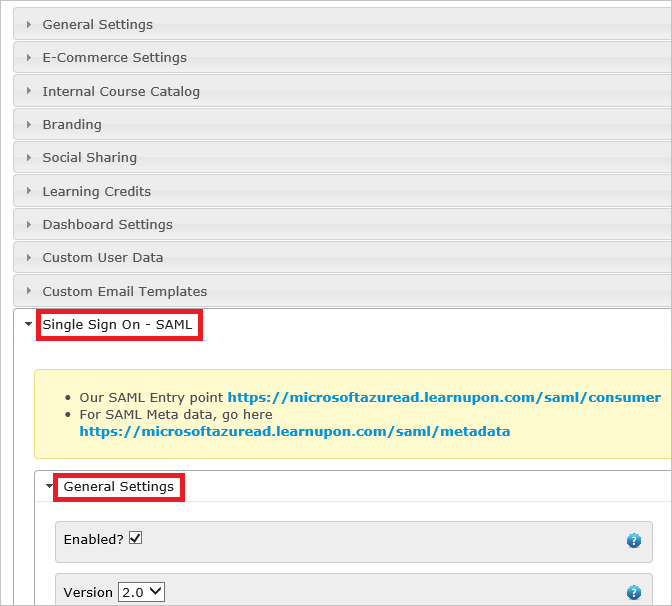 General Settings
E-Commerce Settings
Internal Course Catalog
Branding
Social Sharing
Learning Credits
Dashboard Settings
Custom User Data
Custom Email Templates
Single Sign On - SAML
• Our SAML Entry point https://microsoftazuread.learnupon.com/saml/consumer
• For SAML Meta data, go here
https://microsoftazuread.learnupon.com/saml/metadata
General Settings
Enabled? ?
Version 2.0 ?